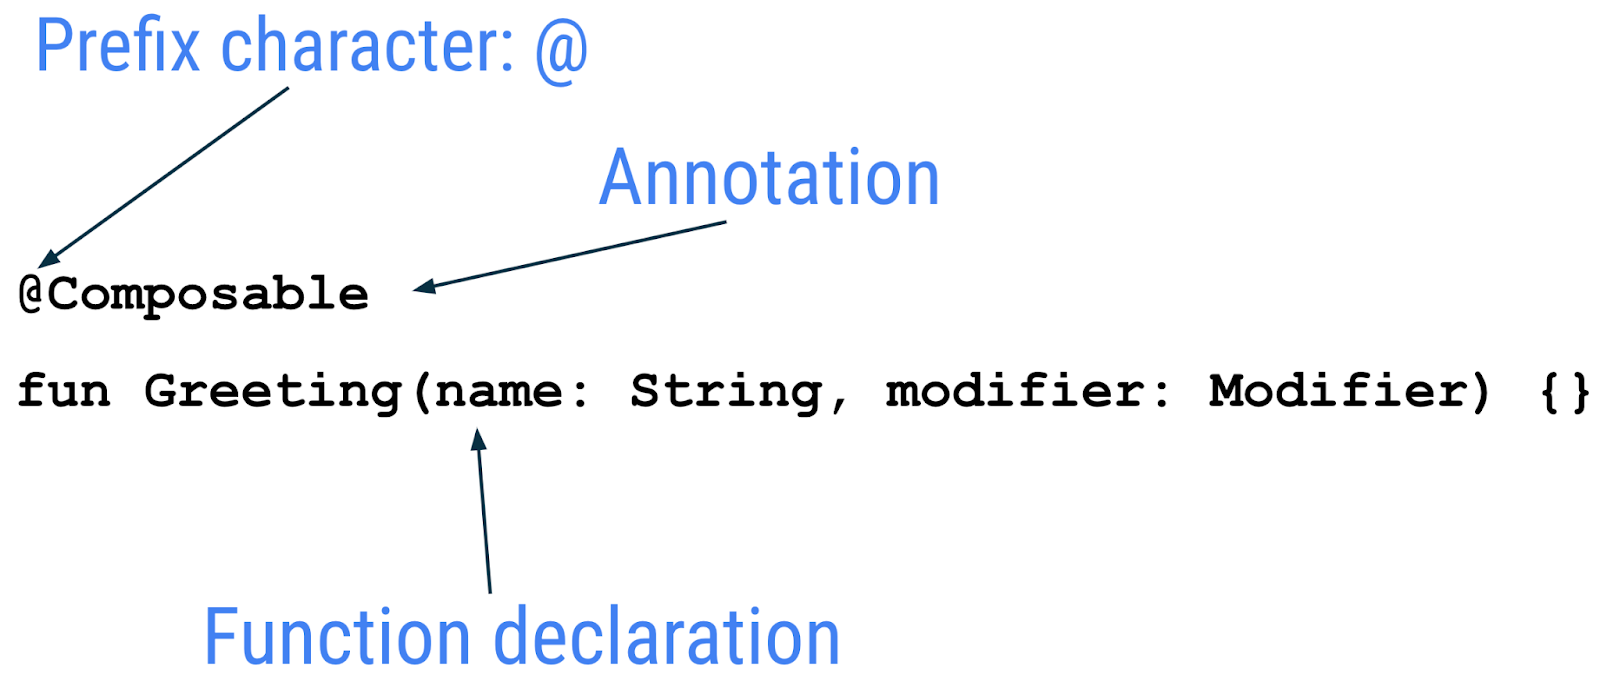 Prefix character: @
Annotation
@Composable
fun Greeting(name: String, modifier: Modifier) {}
Function declaration